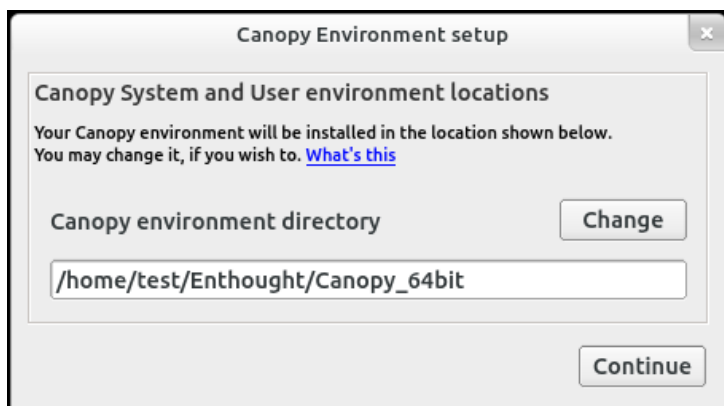 Canopy Environment setup
Canopy System and User environment locations
Your Canopy environment will be installed in the location shown below.
You may change it, if you wish to. What's this
Canopy environment directory
Change
/home/test/Enthought/Canopy_64bit
Continue